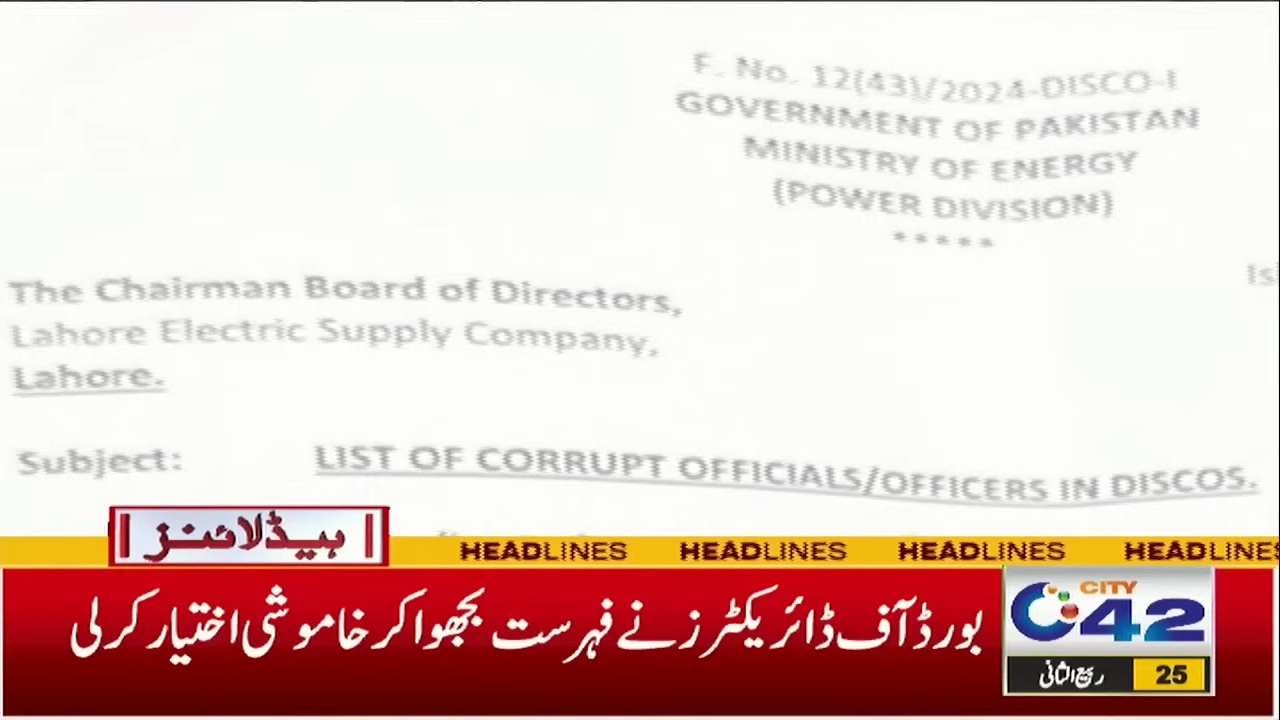 F. No. 12(43)/2024-DISCO-I
GOVERNMENT OF PAKISTAN
MINISTRY OF ENERGY
(POWER DIVISION)
*****
The Chairman Board of Directors,
Lahore Electric Supply Company,
Lahore.
Subject: LIST OF CORRUPT OFFICIALS/OFFICERS IN DISCOS.
ہیڈلائنز
HEADLINES HEADLINES HEADLINES HEADLINES
بورڈ آف ڈائریکٹرز نے فہرست بجھوا کر خاموشی اختیار کر لی
CITY
42
ربیع الثانی 25